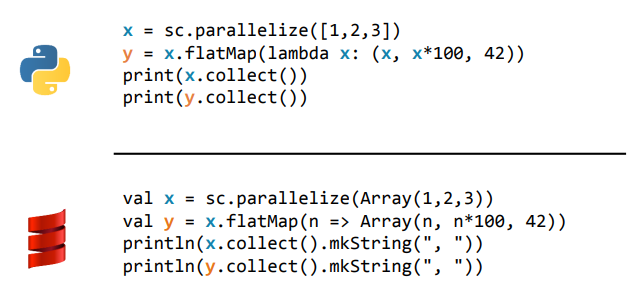 x = sc.parallelize([1,2,3])
y = x.flatMap(lambda x: (x, x*100, 42))
print(x.collect())
print(y.collect())
val x = sc.parallelize(Array(1,2,3))
val y = x.flatMap(n => Array(n, n*100, 42))
println(x.collect().mkString(", "))
println(y.collect().mkString(", "))